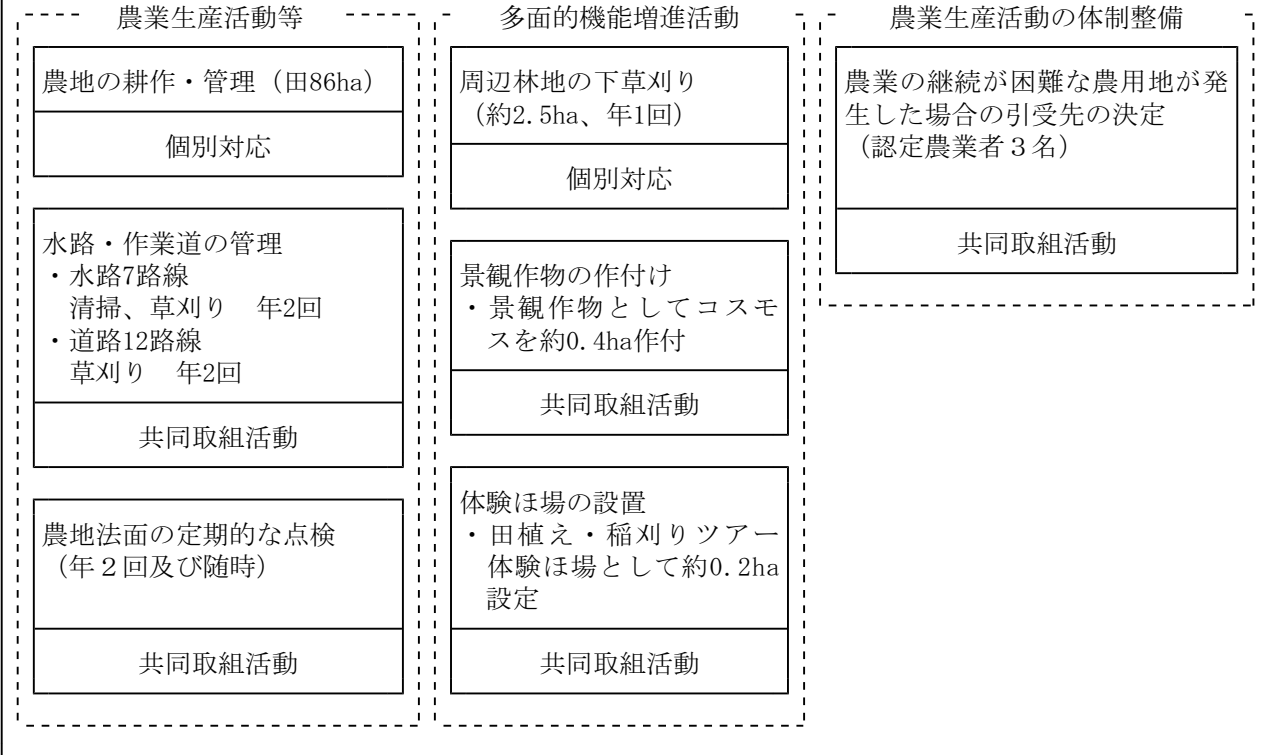 農業生産活動等
農地の耕作・管理（田86ha）
個別対応
水路・作業道の管理
・水路7路線
清掃、草刈り　年2回
・道路12路線
草刈り　年2回
共同取組活動
農地法面の定期的な点検
（年２回及び随時）
共同取組活動
多面的機能増進活動
周辺林地の下草刈り
（約2.5ha、年1回）
個別対応
景観作物の作付け
・景観作物としてコスモ
スを約0.4ha作付
共同取組活動
体験ほ場の設置
・田植え・稲刈りツアー
体験ほ場として約0.2ha
設定
共同取組活動
農業生産活動の体制整備
農業の継続が困難な農用地が発
生した場合の引受先の決定
（認定農業者３名）
共同取組活動